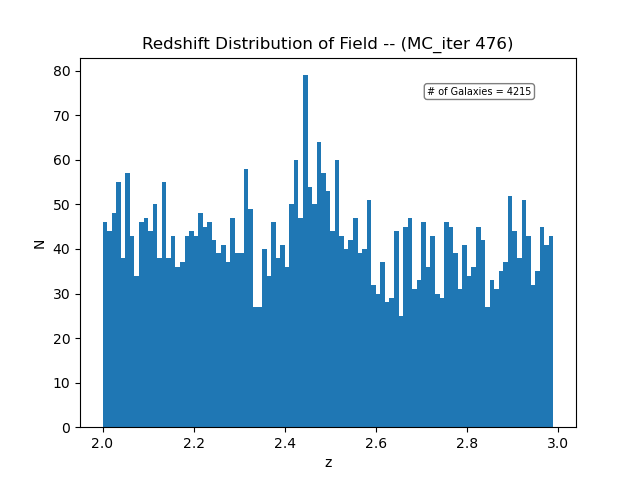 Redshift Distribution of Field -- (MC_iter 476)
# of Galaxies = 4215
80
70
60
50
40
30
20
10
0
N
2.0 2.2 2.4 2.6 2.8 3.0
z